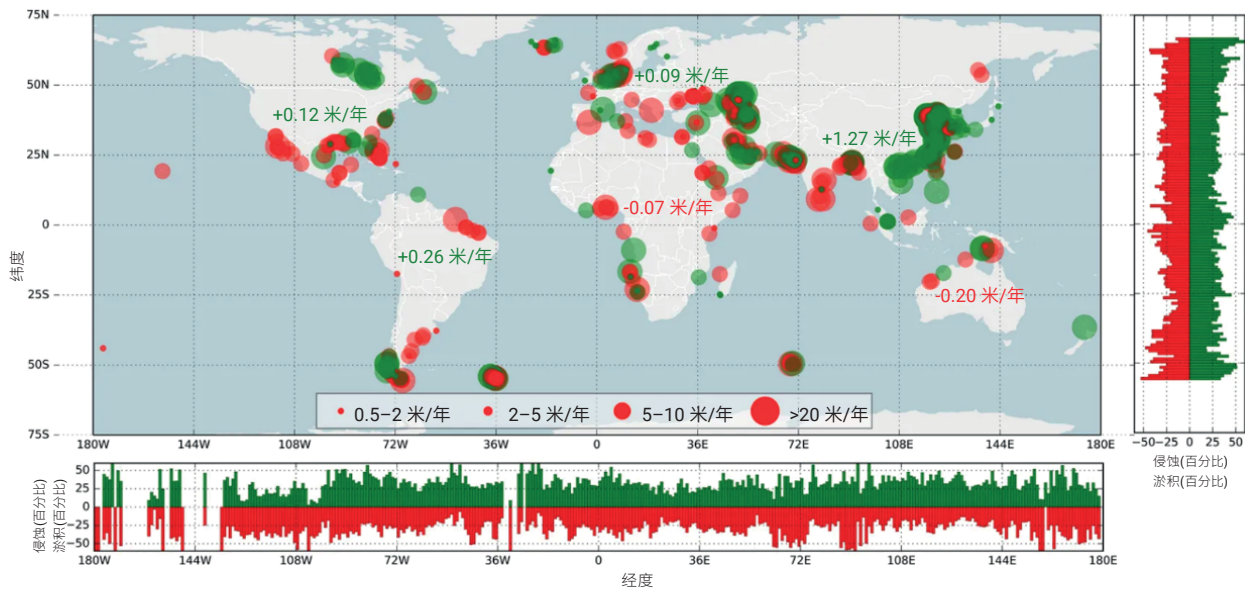 75N
50N
25N
0
25S
50S
75S
纬度
+0.12 米/年
+0.09 米/年
+1.27 米/年
-0.07 米/年
+0.26 米/年
-0.20 米/年
0.5–2 米/年
2–5 米/年
5–10 米/年
>20 米/年
180W 144W 108W 72W 36W 0 36E 72E 108E 144E 180E
−50 −25 0 25 50
侵蚀(百分比)
淤积(百分比)
侵蚀(百分比)
淤积(百分比)
50
25
0
−25
−50
180W 144W 108W 72W 36W 0 36E 72E 108E 144E 180E
经度